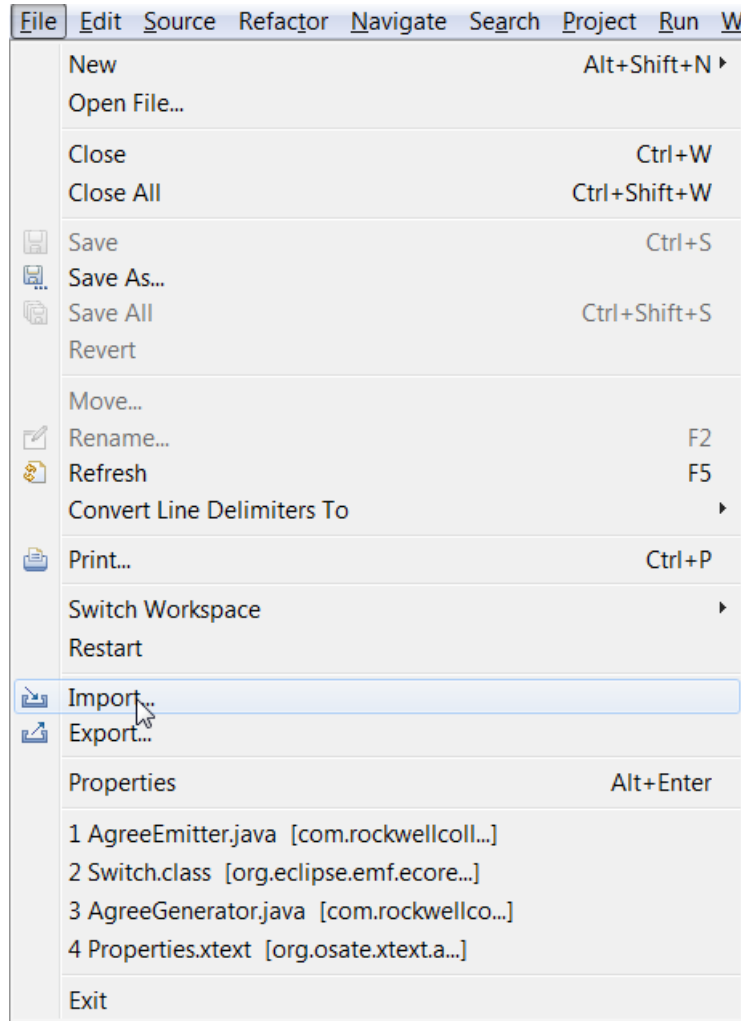 File Edit Source Refactor Navigate Search Project Run W
New Alt+Shift+N
Open File...
Close Ctrl+W
Close All Ctrl+Shift+W
Save Ctrl+S
Save As...
Save All Ctrl+Shift+S
Revert
Move...
Rename... F2
Refresh F5
Convert Line Delimiters To
Print... Ctrl+P
Switch Workspace
Restart
Import...
Export...
Properties Alt+Enter
1 AgreeEmitter.java [com.rockwellcoll...]
2 Switch.class [org.eclipse.emf.ecore...]
3 AgreeGenerator.java [com.rockwellco...]
4 Properties.xtext [org.osate.xtext.a...]
Exit